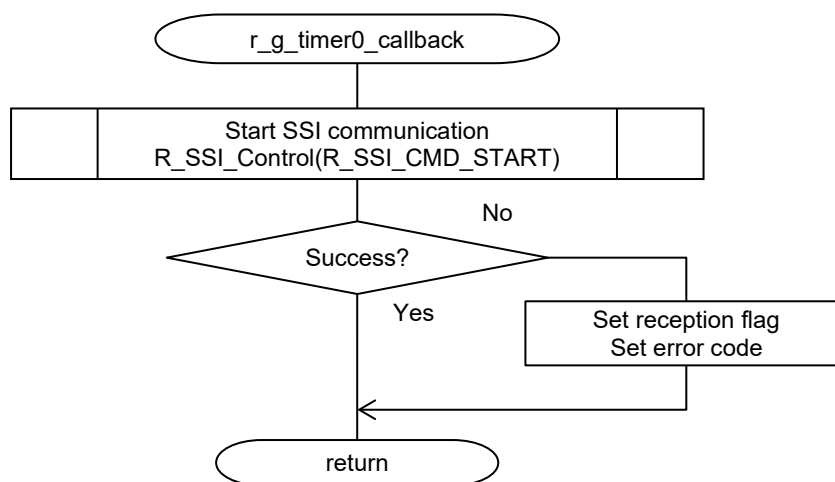 r_g_timer0_callback
Start SSI communication
R_SSI_Control(R_SSI_CMD_START)
No
Success?
Yes
Set reception flag
Set error code
return